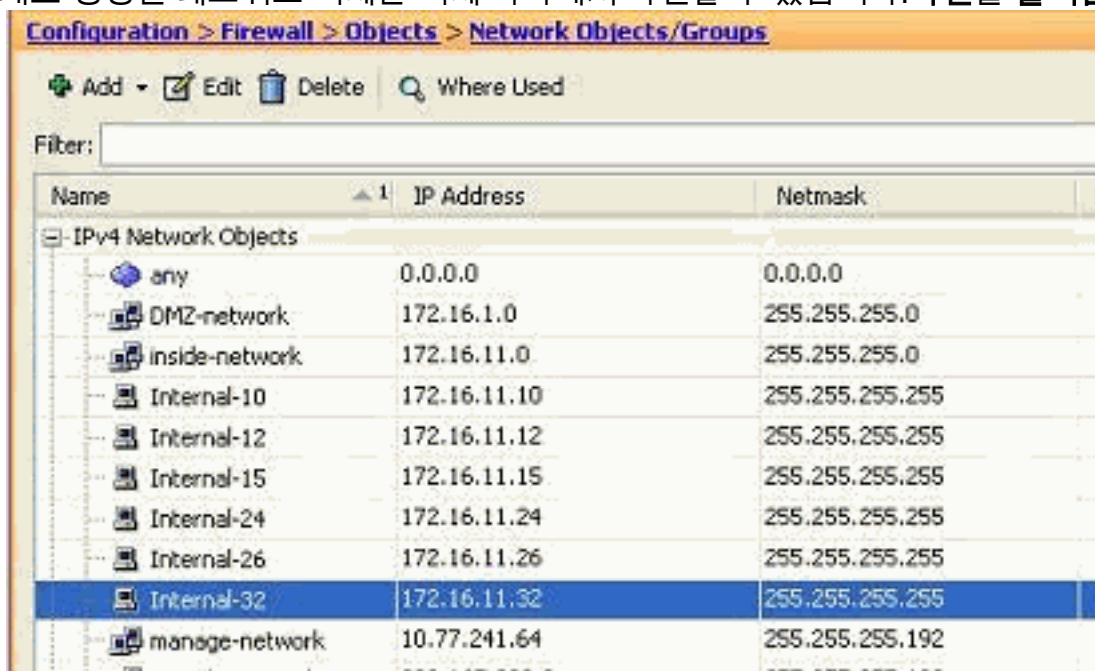 Configuration > Firewall > Objects > Network Objects/Groups
Add Edit Delete Where Used
Filter:
Name 1 IP Address Netmask
IPv4 Network Objects
any 0.0.0.0 0.0.0.0
DMZ-network 172.16.1.0 255.255.255.0
inside-network 172.16.11.0 255.255.255.0
Internal-10 172.16.11.10 255.255.255.255
Internal-12 172.16.11.12 255.255.255.255
Internal-15 172.16.11.15 255.255.255.255
Internal-24 172.16.11.24 255.255.255.255
Internal-26 172.16.11.26 255.255.255.255
Internal-32 172.16.11.32 255.255.255.255
manage-network 10.77.241.64 255.255.255.192